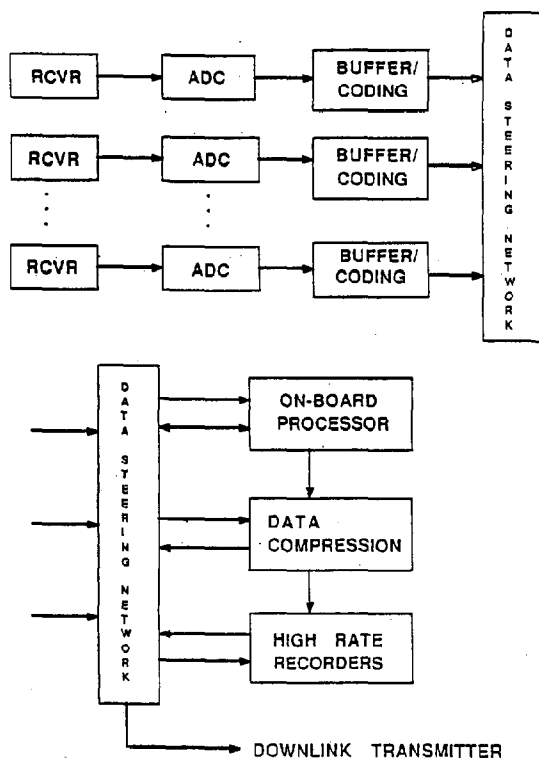 RCVR
ADC
BUFFER/
CODING
RCVR
ADC
BUFFER/
CODING
RCVR
ADC
BUFFER/
CODING
DATA STEERING NETWORK
DATA STEERING NETWORK
ON-BOARD
PROCESSOR
DATA
COMPRESSION
HIGH RATE
RECORDERS
DOWNLINK TRANSMITTER